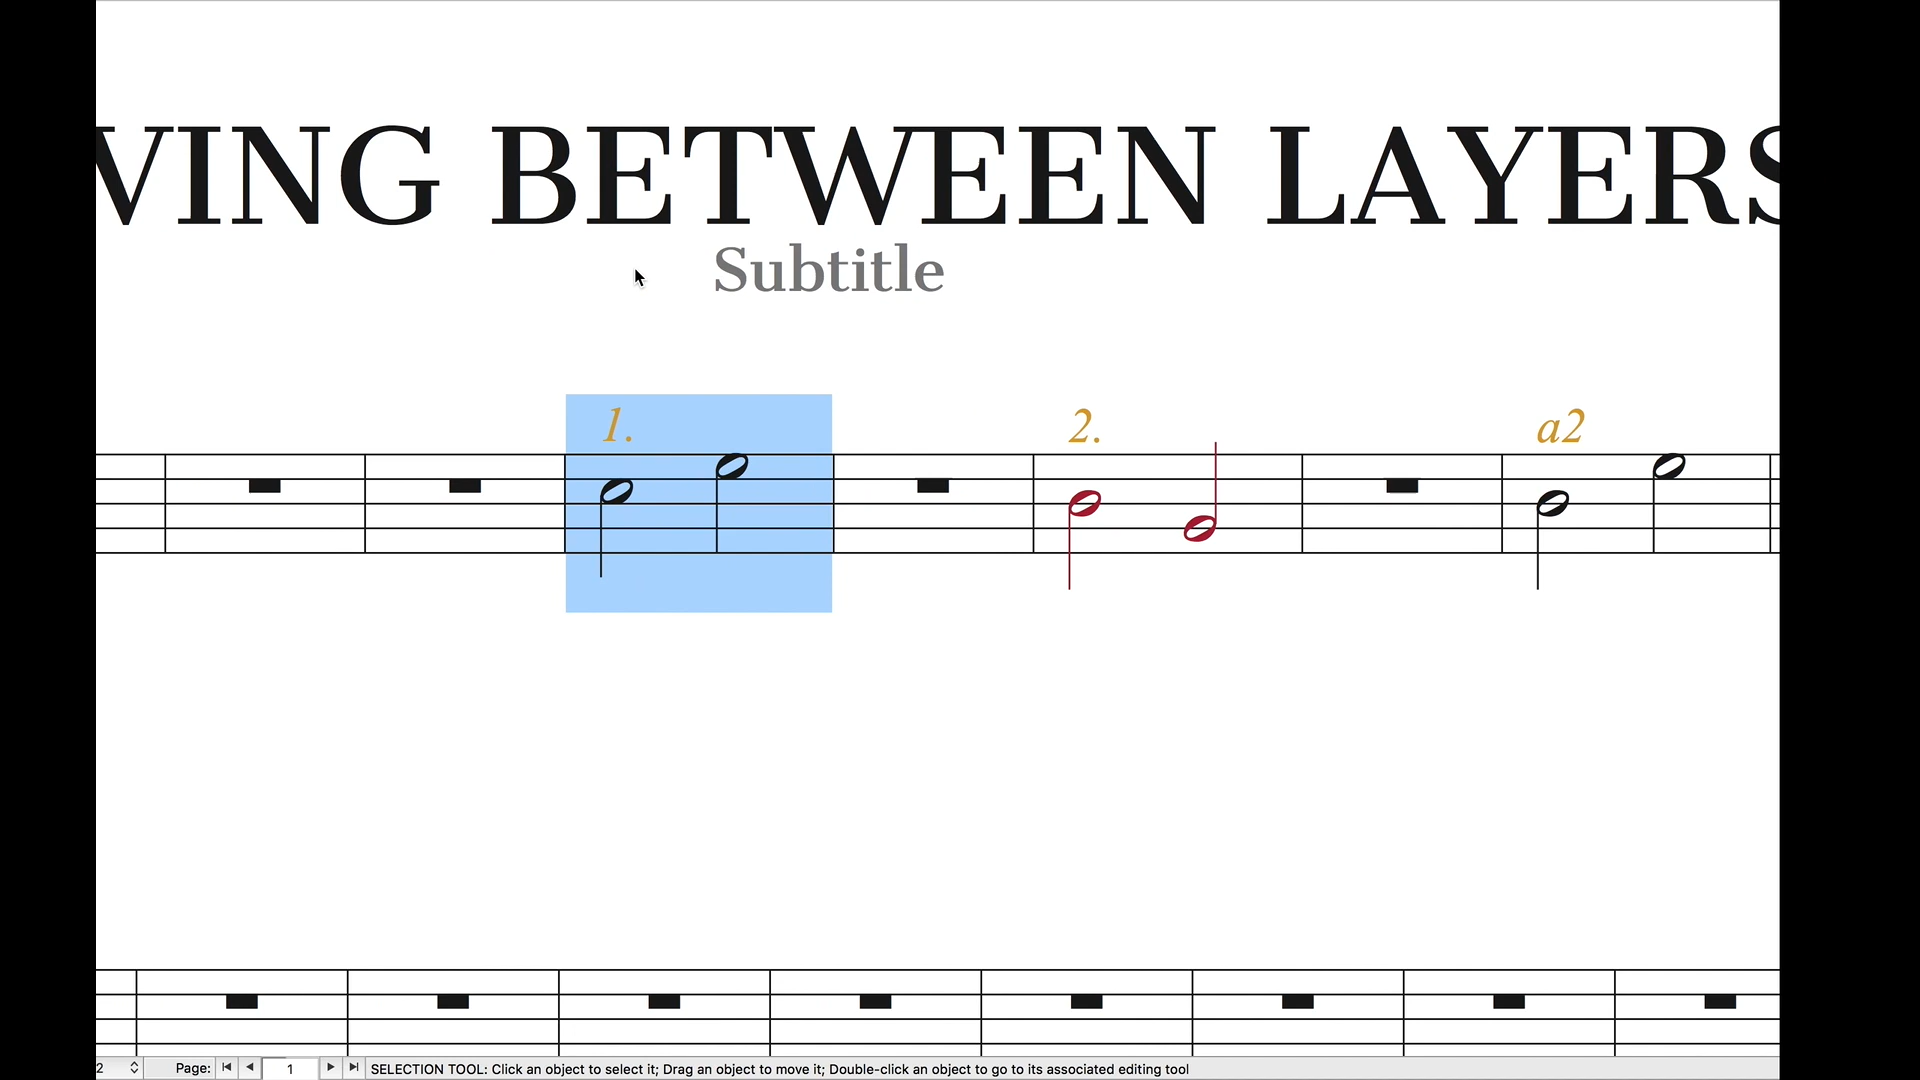 VING BETWEEN LAYERS
Subtitle
1. 2. a2
2 Page: 1 SELECTION TOOL: Click an object to select it; Drag an object to move it; Double-click an object to go to its associated editing tool